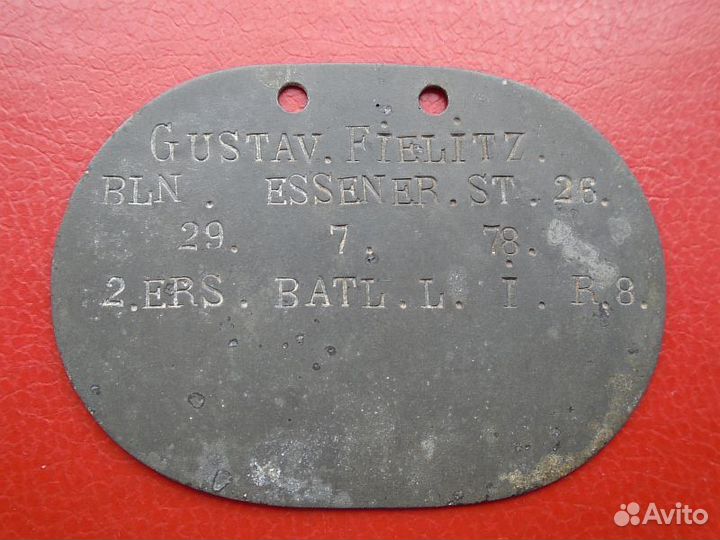 GUSTAV. FIELITZ.
BLN. ESSENER. ST. 26.
29. 7. 78.
2. ERS. BATL. L. I. R. 8.
Avito